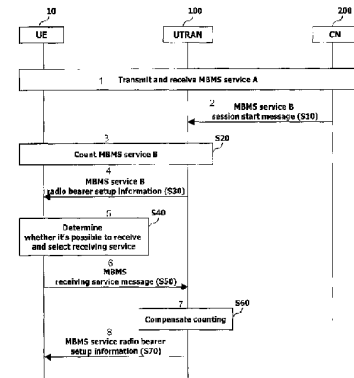 10 100 200
UE UTRAN CN
1 Transmit and receive MBMS service A
2 MBMS service B
session start message (S10)
3 S20
Count MBMS service B
4
MBMS service B
radio bearer setup information (S30)
5 S40
Determine
whether it's possible to receive
and select receiving service
6
MBMS
receiving service message (S50)
7 S60
Compensate counting
8
MBMS service radio bearer
setup information (S70)